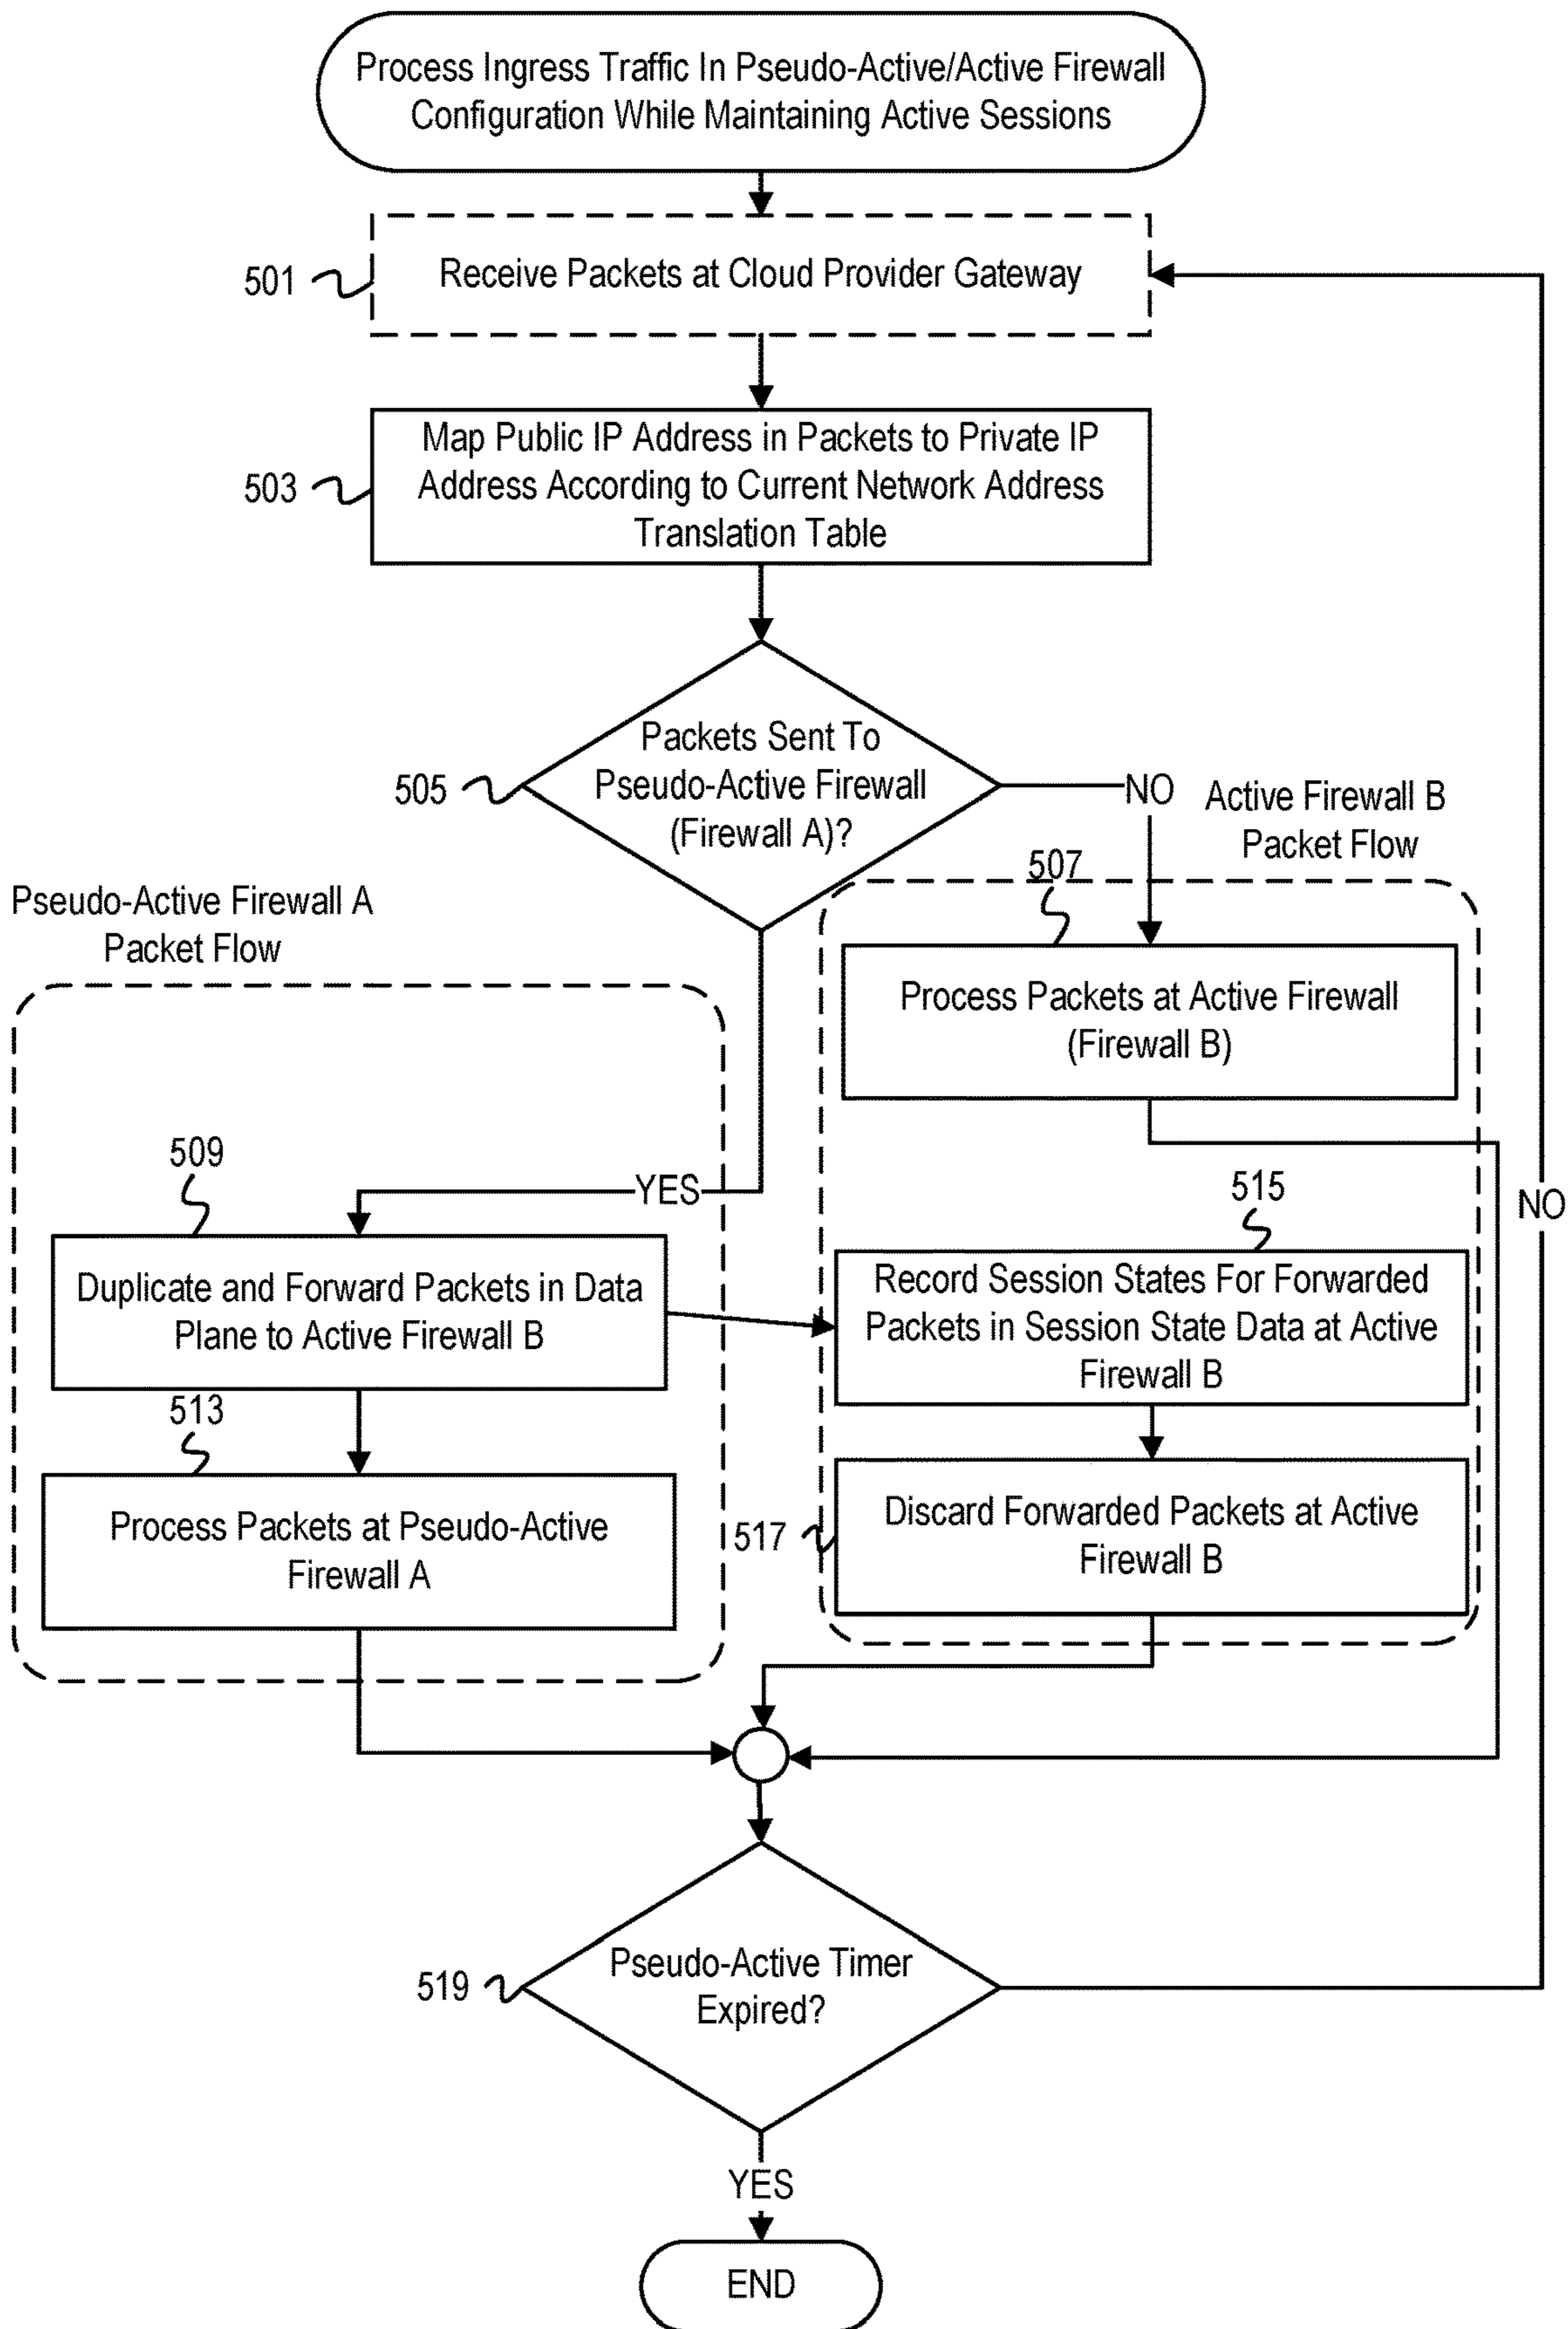 Process Ingress Traffic In Pseudo-Active/Active Firewall
Configuration While Maintaining Active Sessions
501
Receive Packets at Cloud Provider Gateway
503
Map Public IP Address in Packets to Private IP
Address According to Current Network Address
Translation Table
505
Packets Sent To
Pseudo-Active Firewall
(Firewall A)?
NO
Active Firewall B
Packet Flow
507
Process Packets at Active Firewall
(Firewall B)
Pseudo-Active Firewall A
Packet Flow
YES
509
Duplicate and Forward Packets in Data
Plane to Active Firewall B
513
Process Packets at Pseudo-Active
Firewall A
515
Record Session States For Forwarded
Packets in Session State Data at Active
Firewall B
517
Discard Forwarded Packets at Active
Firewall B
NO
519
Pseudo-Active Timer
Expired?
YES
END